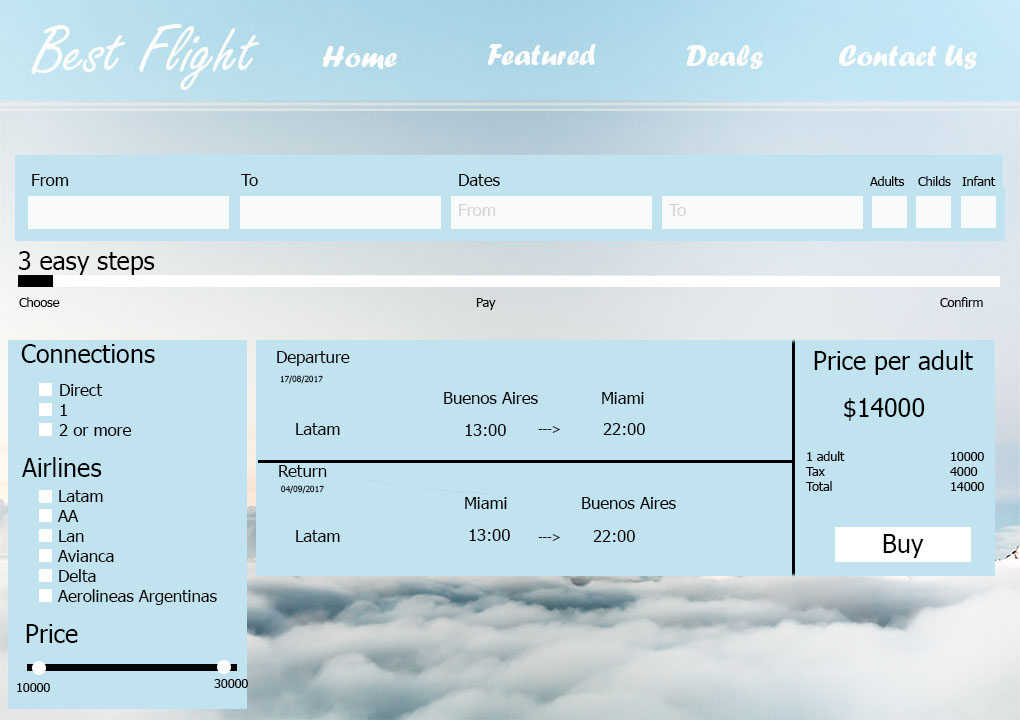 Best Flight Home Featured Deals Contact Us
From To Dates Adults Childs Infant
From To
3 easy steps
Choose Pay Confirm
Connections
Direct
1
2 or more
Airlines
Latam
AA
Lan
Avianca
Delta
Aerolineas Argentinas
Price
10000 30000
Departure
17/08/2017
Buenos Aires Miami
Latam 13:00 ---> 22:00
Return
04/09/2017
Miami Buenos Aires
Latam 13:00 ---> 22:00
Price per adult
$14000
1 adult 10000
Tax 4000
Total 14000
Buy